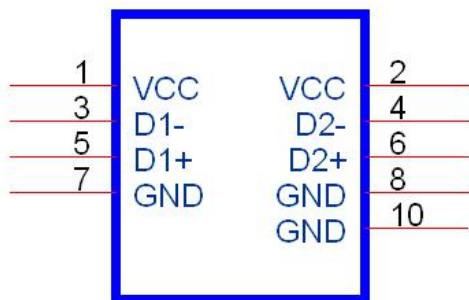 1 VCC VCC 2
3 D1- D2- 4
5 D1+ D2+ 6
7 GND GND 8
GND 10